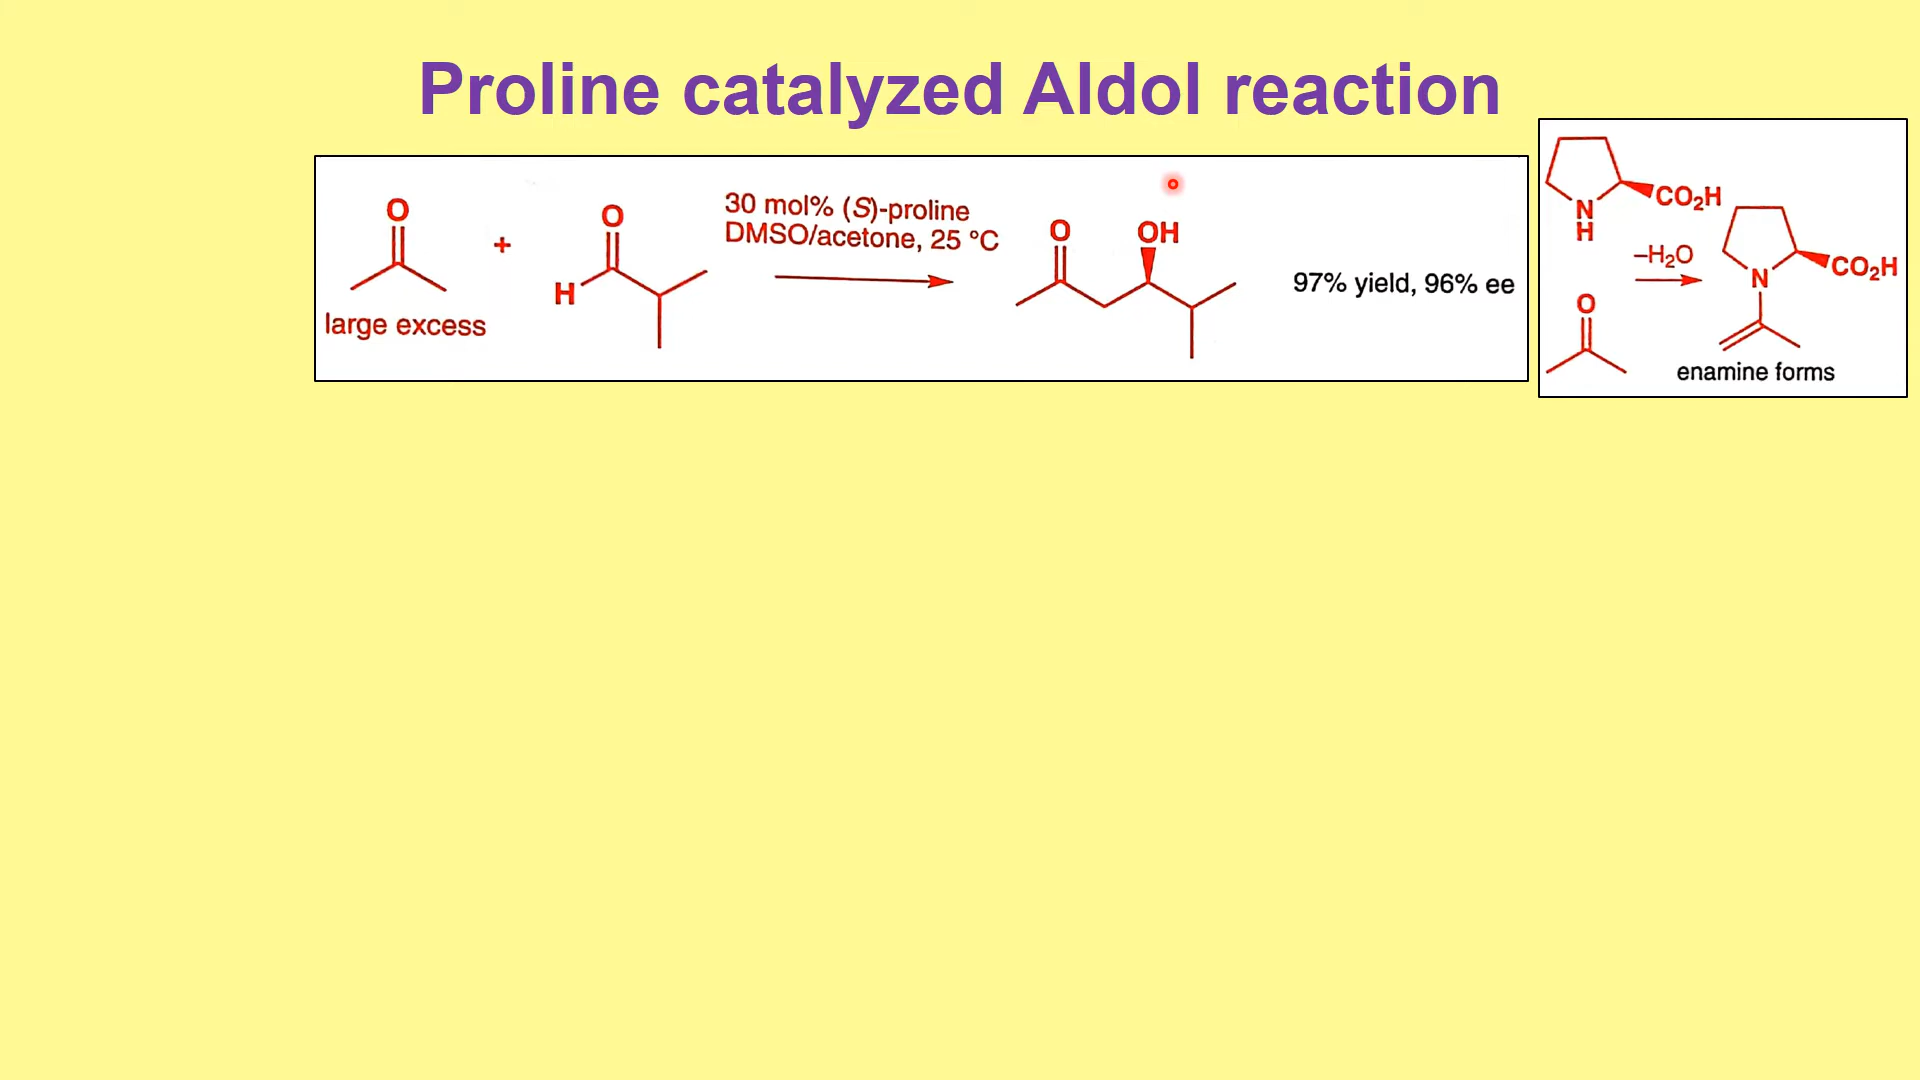 Proline catalyzed Aldol reaction
O
large excess
+
O
H
30 mol% (S)-proline
DMSO/acetone, 25 °C
O
OH
97% yield, 96% ee
N
H
CO₂H
–H₂O
O
N
CO₂H
enamine forms